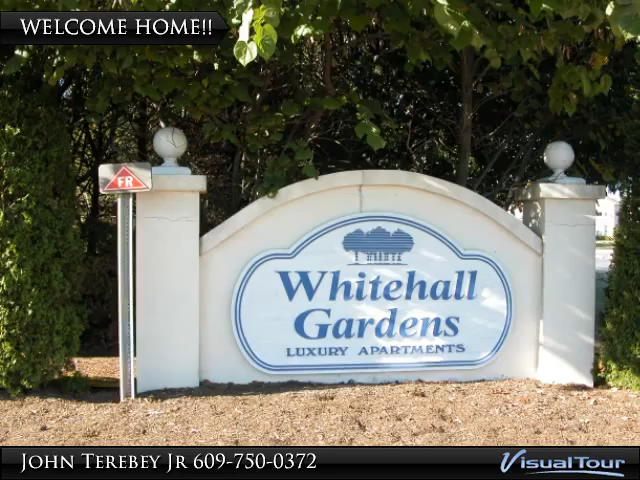 WELCOME HOME!!
FR
Whitehall
Gardens
LUXURY APARTMENTS
JOHN TEREBEY JR 609-750-0372
VISUALTOUR